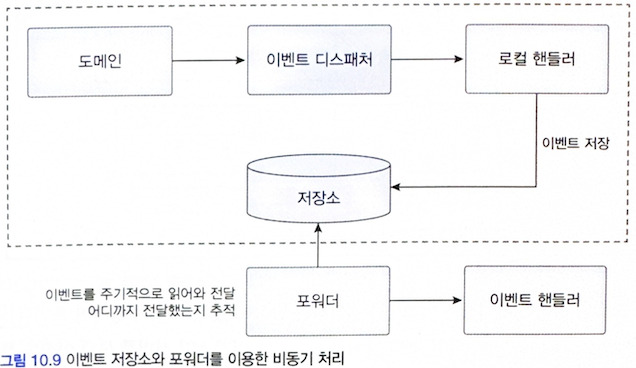 도메인
이벤트 디스패처
로컬 핸들러
이벤트 저장
저장소
이벤트를 주기적으로 읽어와 전달
어디까지 전달했는지 추적
포워더
이벤트 핸들러
그림 10.9 이벤트 저장소와 포워더를 이용한 비동기 처리